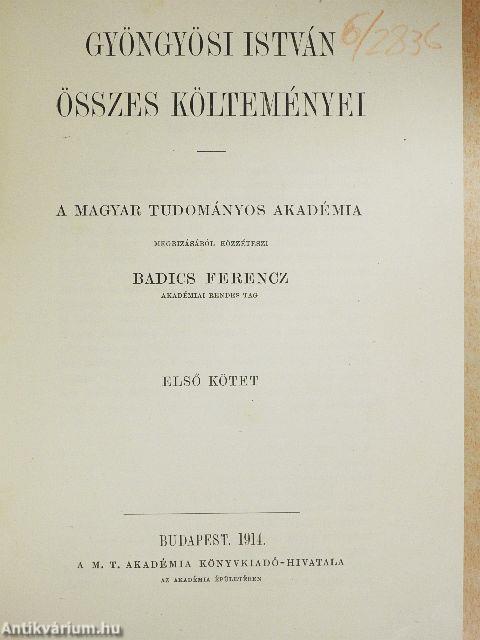 6/2836
GYÖNGYÖSI ISTVÁN
ÖSSZES KÖLTEMÉNYEI
A MAGYAR TUDOMÁNYOS AKADÉMIA
MEGBIZÁSÁBÓL KÖZZÉTESZI
BADICS FERENCZ
AKADÉMIAI RENDES TAG
ELSŐ KÖTET
BUDAPEST. 1914.
A M. T. AKADÉMIA KÖNYVKIADÓ-HIVATALA
AZ AKADÉMIA ÉPÜLETÉBEN
Antikvárium.hu